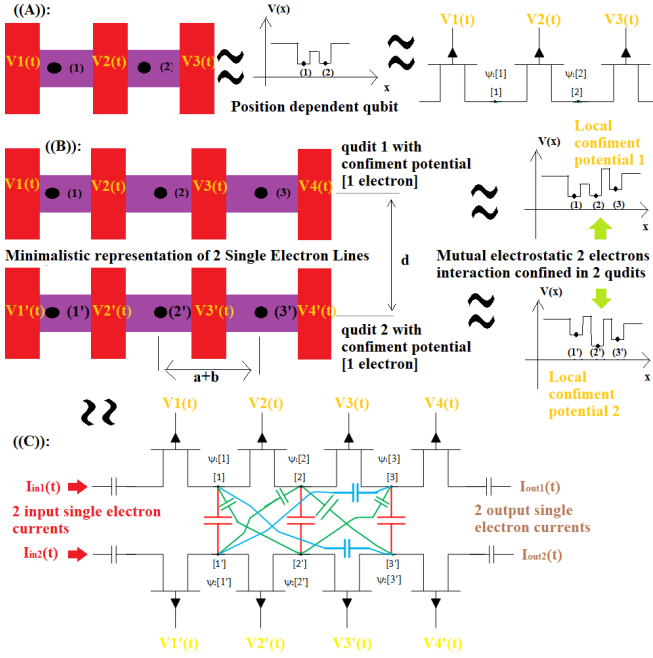 ((A)):
V1(t)
V2(t)
V3(t)
(1)
(2)
V(x)
(1)
(2)
x
Position dependent qubit
V1(t)
V2(t)
V3(t)
ψ₁[1]
ψ₁[2]
[1]
[2]
((B)):
V1(t)
V2(t)
V3(t)
V4(t)
(1)
(2)
(3)
qudit 1 with
confiment potential
[1 electron]
V(x)
Local
confiment
potential 1
(1)
(2)
(3)
x
Minimalistic representation of 2 Single Electron Lines
d
Mutual electrostatic 2 electrons
interaction confined in 2 qudits
V1'(t)
V2'(t)
V3'(t)
V4'(t)
(1')
(2')
(3')
a+b
qudit 2 with
confiment potential
[1 electron]
V(x)
(1')
(2')
(3')
x
Local
confiment
potential 2
((C)):
V1(t)
V2(t)
V3(t)
V4(t)
ψ₁[1]
ψ₁[2]
ψ₁[3]
[1]
[2]
[3]
Iin1(t)
Iout1(t)
2 input single electron
currents
2 output single
electron currents
Iin2(t)
Iout2(t)
[1']
[2']
[3']
ψ₂[1']
ψ₂[2']
ψ₂[3']
V1'(t)
V2'(t)
V3'(t)
V4'(t)